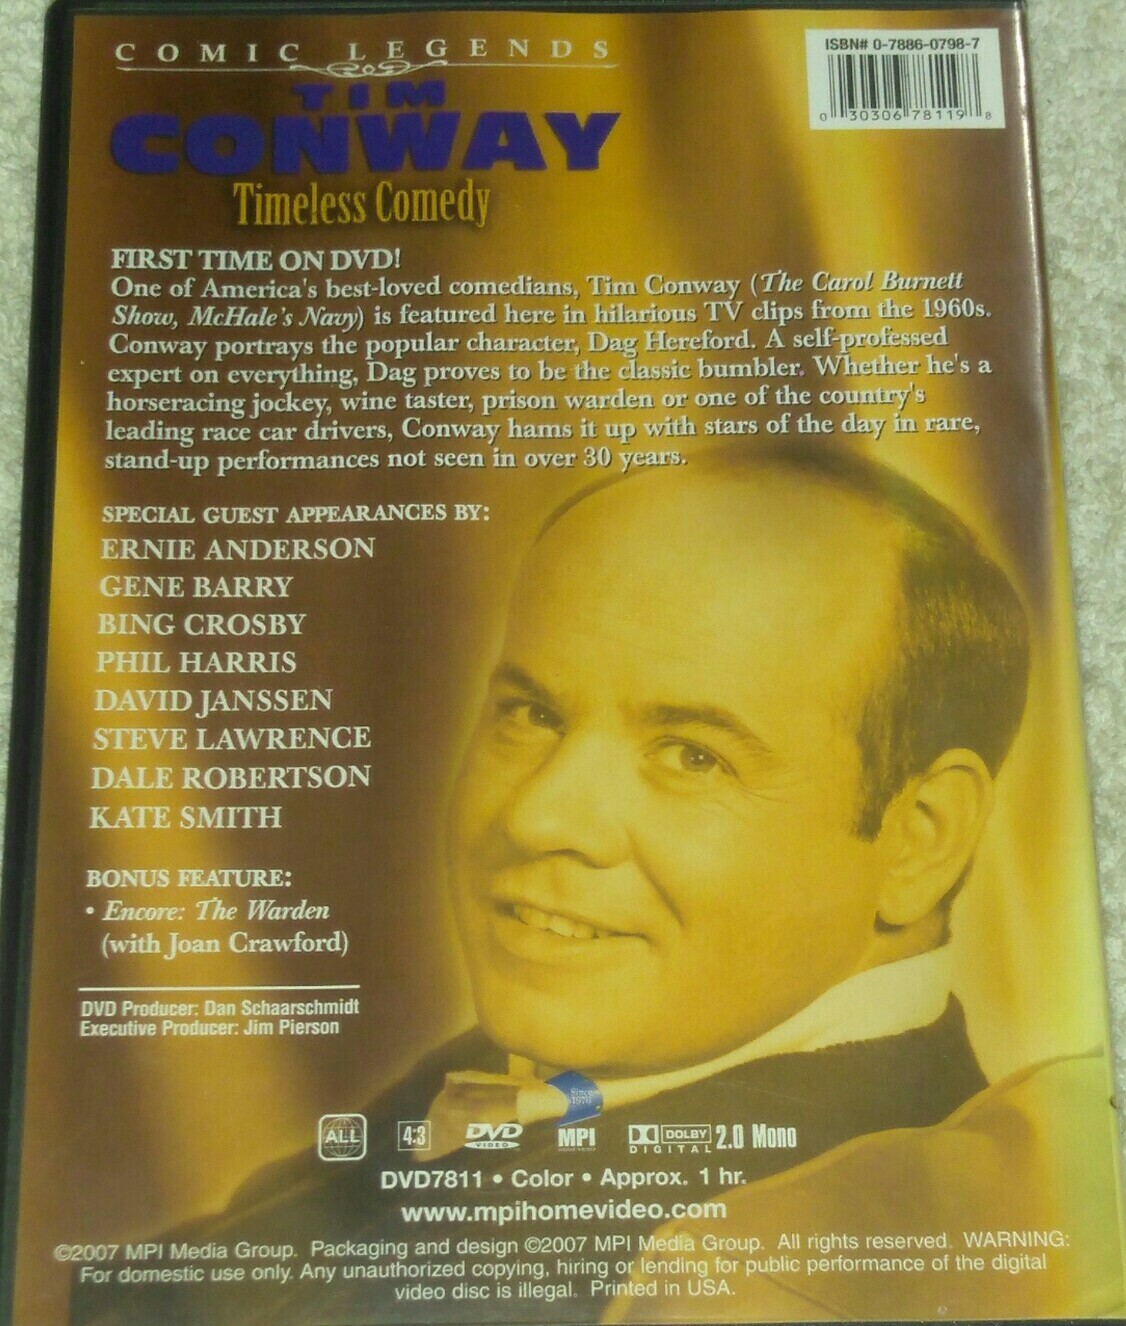 COMIC LEGENDS
TIM
CONWAY
Timeless Comedy
ISBN# 0-7886-0798-7
0 30306 78119 8
FIRST TIME ON DVD!
One of America's best-loved comedians, Tim Conway (The Carol Burnett
Show, McHale's Navy) is featured here in hilarious TV clips from the 1960s.
Conway portrays the popular character, Dag Hereford. A self-professed
expert on everything, Dag proves to be the classic bumbler. Whether he's a
horseracing jockey, wine taster, prison warden or one of the country's
leading race car drivers, Conway hams it up with stars of the day in rare,
stand-up performances not seen in over 30 years.
SPECIAL GUEST APPEARANCES BY:
ERNIE ANDERSON
GENE BARRY
BING CROSBY
PHIL HARRIS
DAVID JANSSEN
STEVE LAWRENCE
DALE ROBERTSON
KATE SMITH
BONUS FEATURE:
• Encore: The Warden
(with Joan Crawford)
DVD Producer: Dan Schaarschmidt
Executive Producer: Jim Pierson
ALL
4:3
DVD
VIDEO
Since
1976
MPI
DOLBY
DIGITAL
2.0 Mono
DVD7811 • Color • Approx. 1 hr.
www.mpihomevideo.com
©2007 MPI Media Group. Packaging and design ©2007 MPI Media Group. All rights reserved. WARNING:
For domestic use only. Any unauthorized copying, hiring or lending for public performance of the digital
video disc is illegal. Printed in USA.